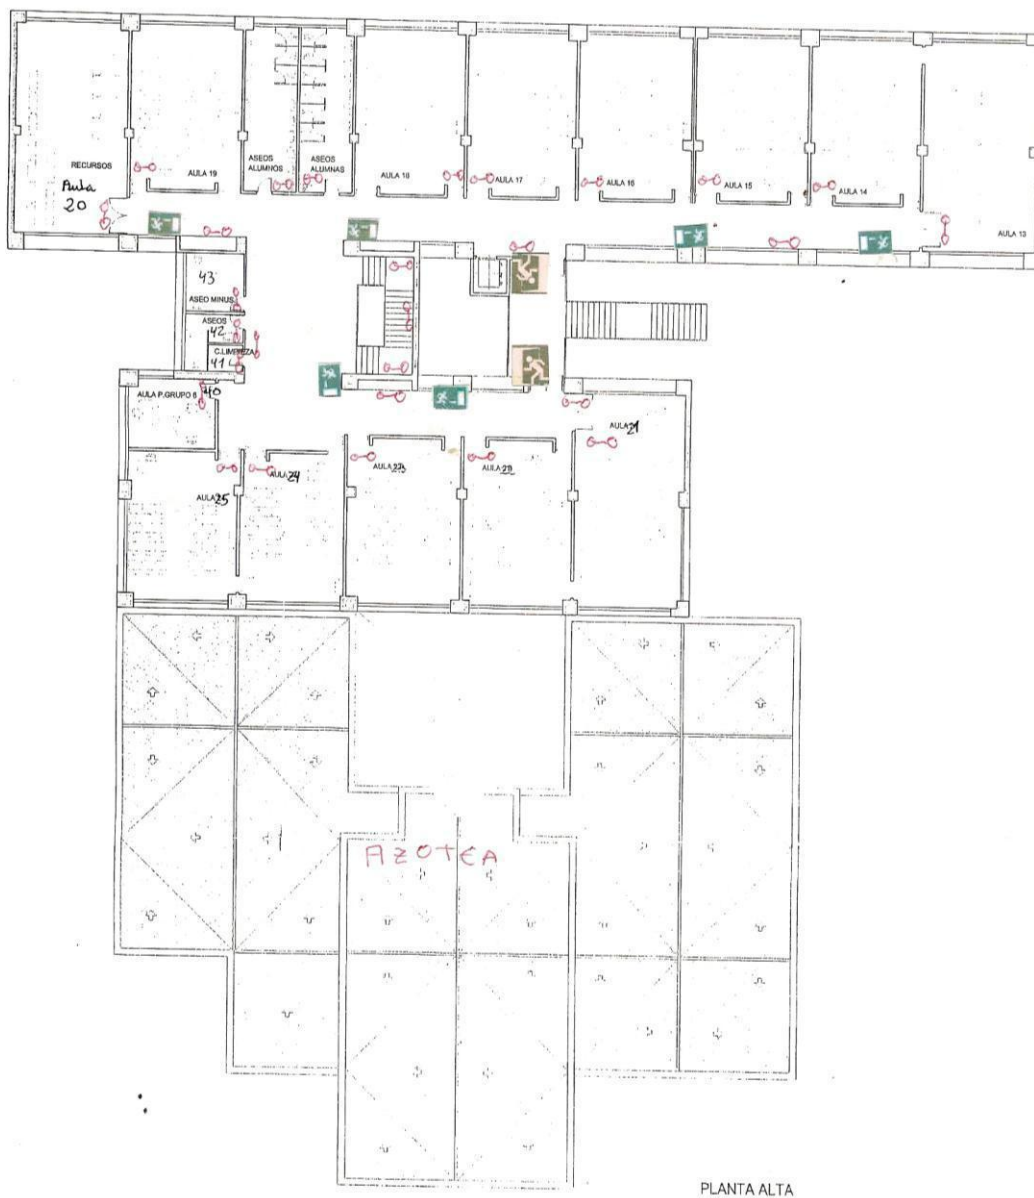 RECURSOS
Aula
20
AULA 19
ASEOS
ALUMNOS
ASEOS
ALUMNAS
AULA 18
AULA 17
AULA 16
AULA 15
AULA 14
AULA 13
43
ASEO MINUS
ASEOS
42
C.LIMPIEZA
41
40
AULA P.GRUPO 6
AULA 25
AULA 24
AULA 23
AULA 22
AULA 21
AZOTEA
PLANTA ALTA